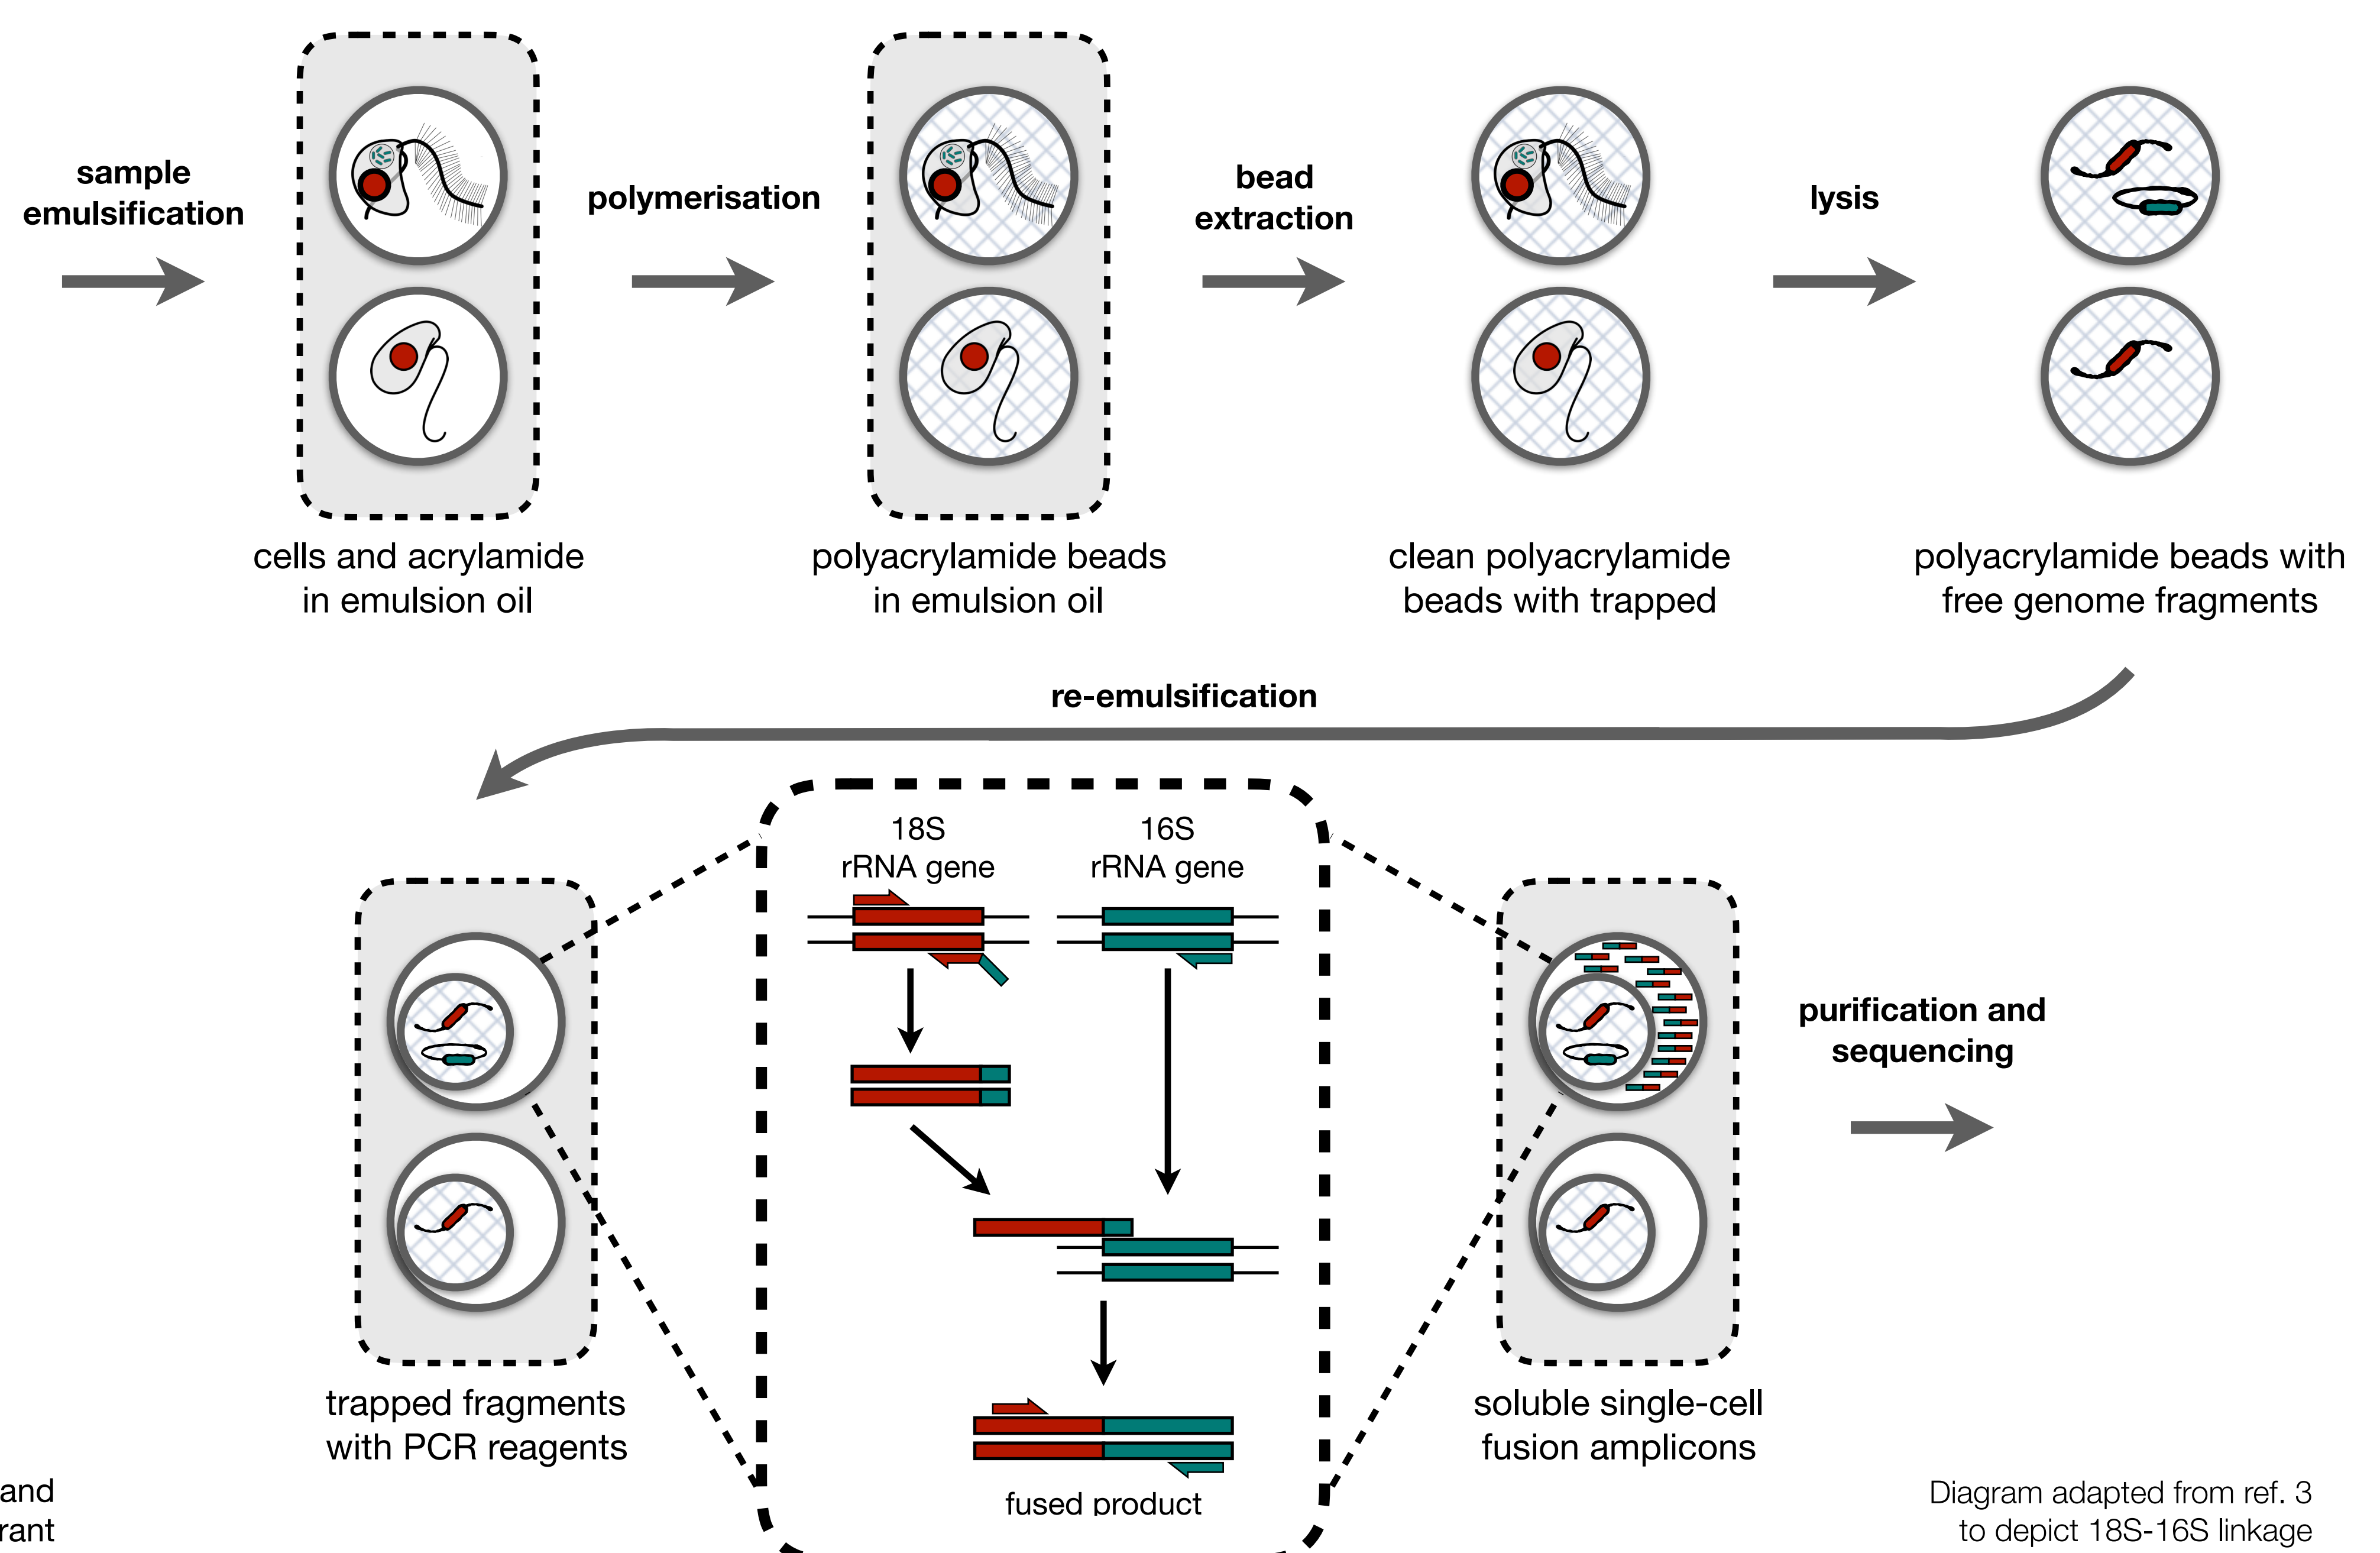 sample
emulsification
polymerisation
bead
extraction
lysis
cells and acrylamide
in emulsion oil
polyacrylamide beads
in emulsion oil
clean polyacrylamide
beads with trapped
polyacrylamide beads with
free genome fragments
re-emulsification
18S
rRNA gene
16S
rRNA gene
purification and
sequencing
trapped fragments
with PCR reagents
fused product
soluble single-cell
fusion amplicons
and
rant
Diagram adapted from ref. 3
to depict 18S-16S linkage